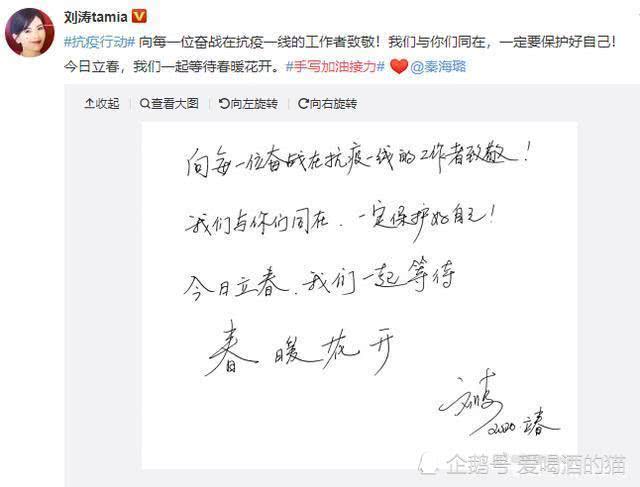 刘涛tamia
#抗疫行动# 向每一位奋战在抗疫一线的工作者致敬！我们与你们同在，一定要保护好自己！
今日立春，我们一起等待春暖花开。#手写加油接力# @秦海璐
收起 查看大图 向左旋转 向右旋转
向每一位奋战在抗疫一线的工作者致敬！
我们与你们同在．一定保护好自己！
今日立春．我们一起等待
春暖花开
刘涛
2020.立春
企鹅号 爱喝酒的猫